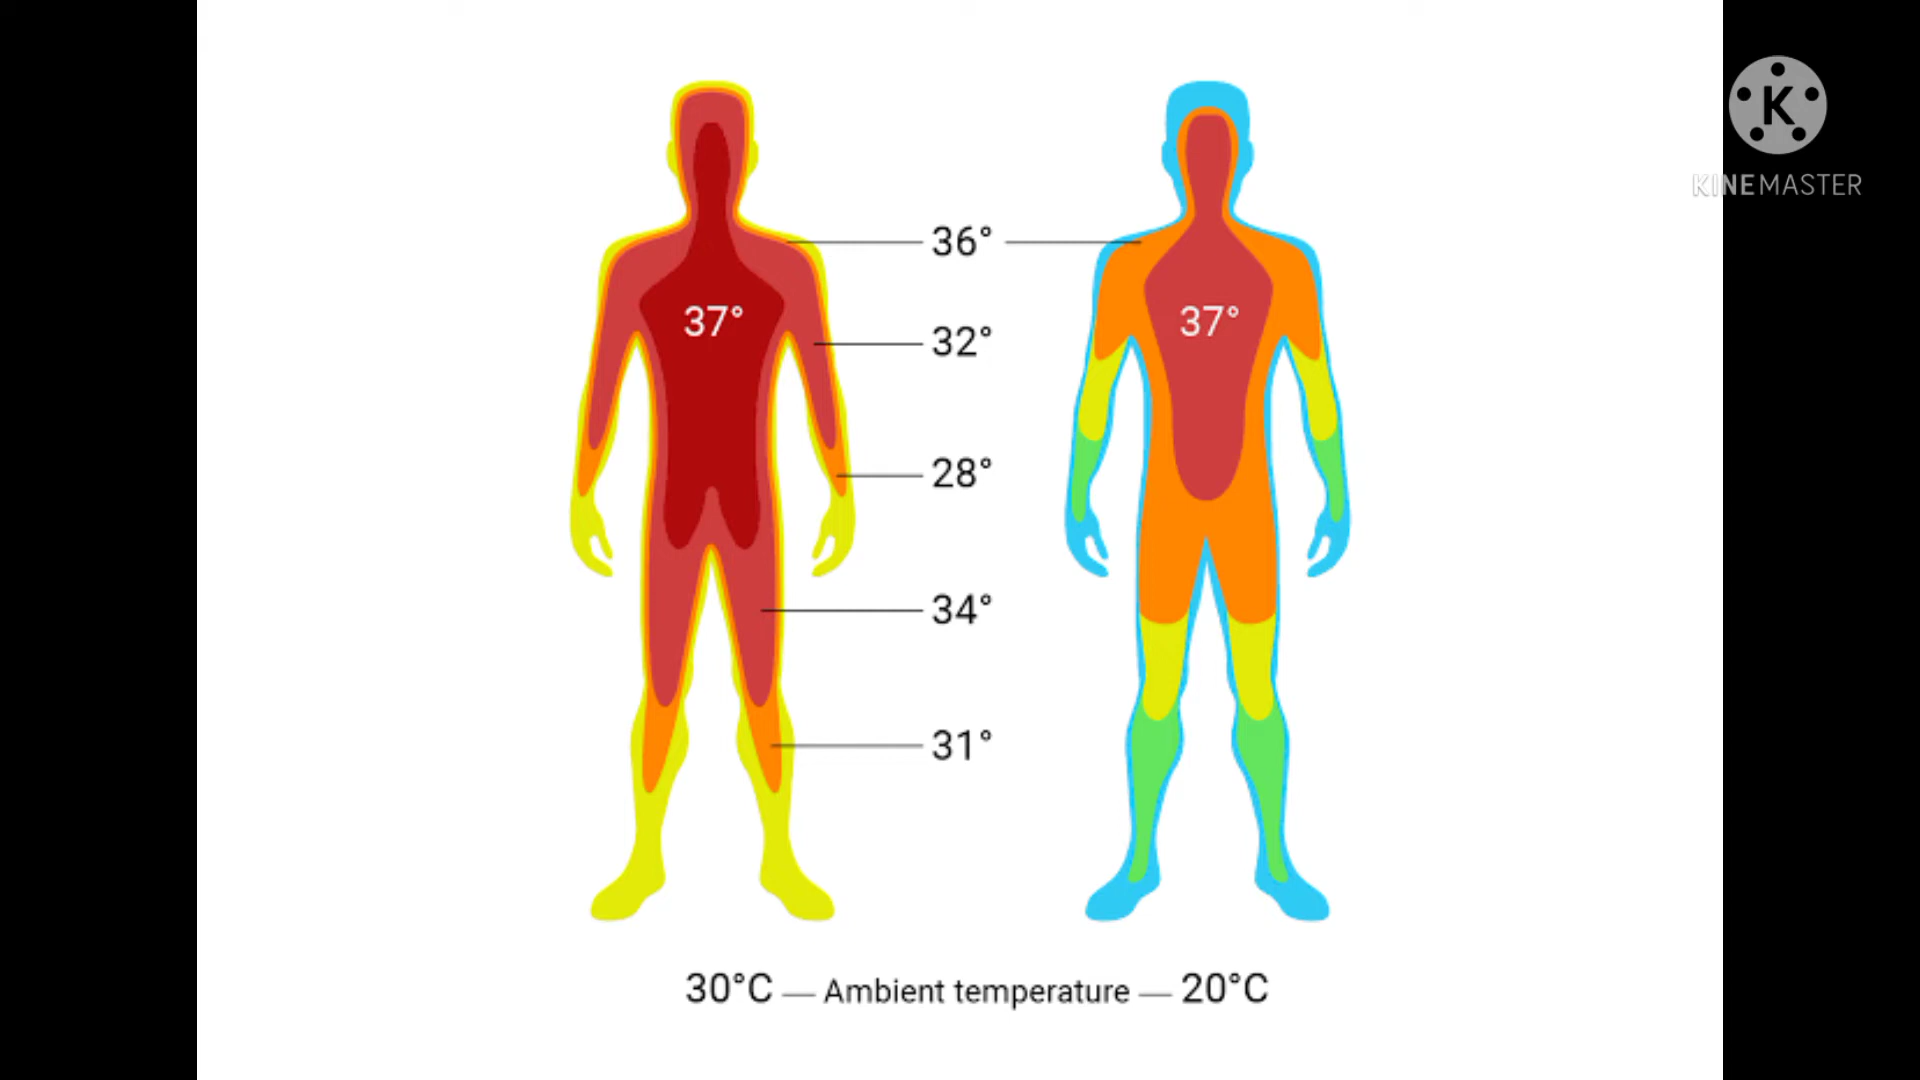 K
KINEMASTER
36°
37°
37°
32°
28°
34°
31°
30°C — Ambient temperature — 20°C